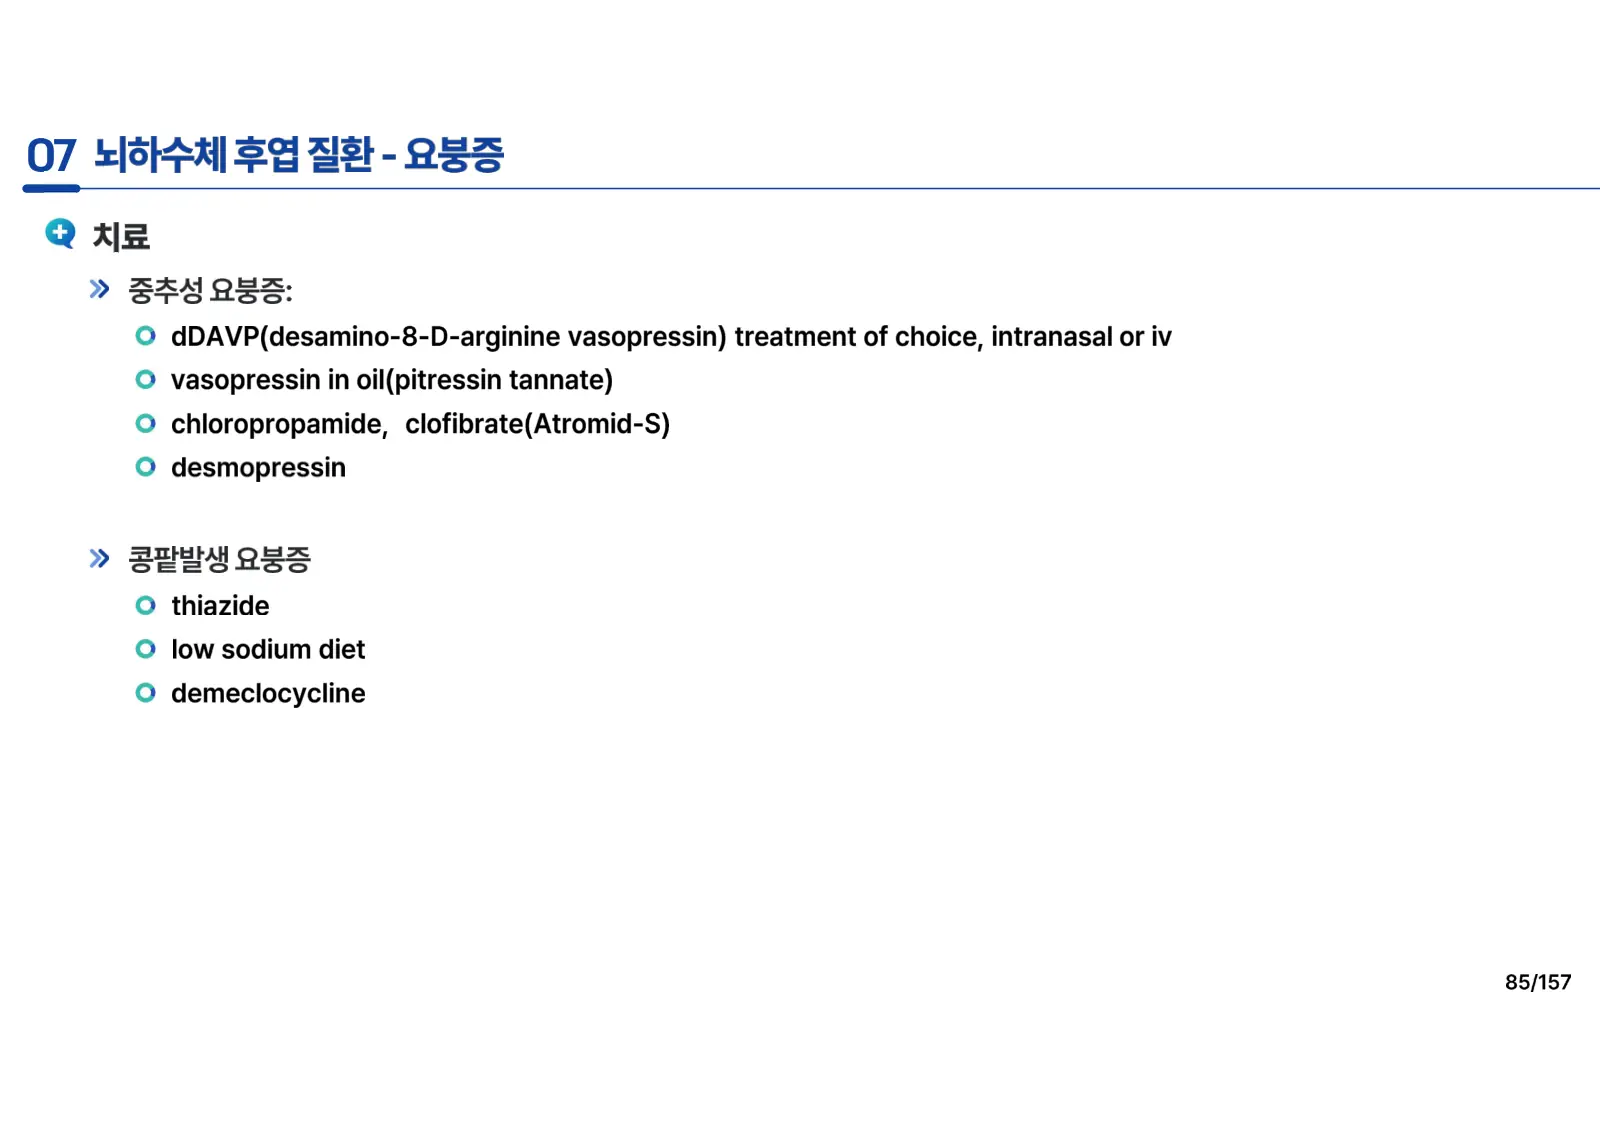 07 뇌하수체 후엽 질환 - 요붕증
치료
중추성 요붕증:
dDAVP(desamino-8-D-arginine vasopressin) treatment of choice, intranasal or iv
vasopressin in oil(pitressin tannate)
chloropropamide, clofibrate(Atromid-S)
desmopressin
콩팥발생 요붕증
thiazide
low sodium diet
demeclocycline
85/157